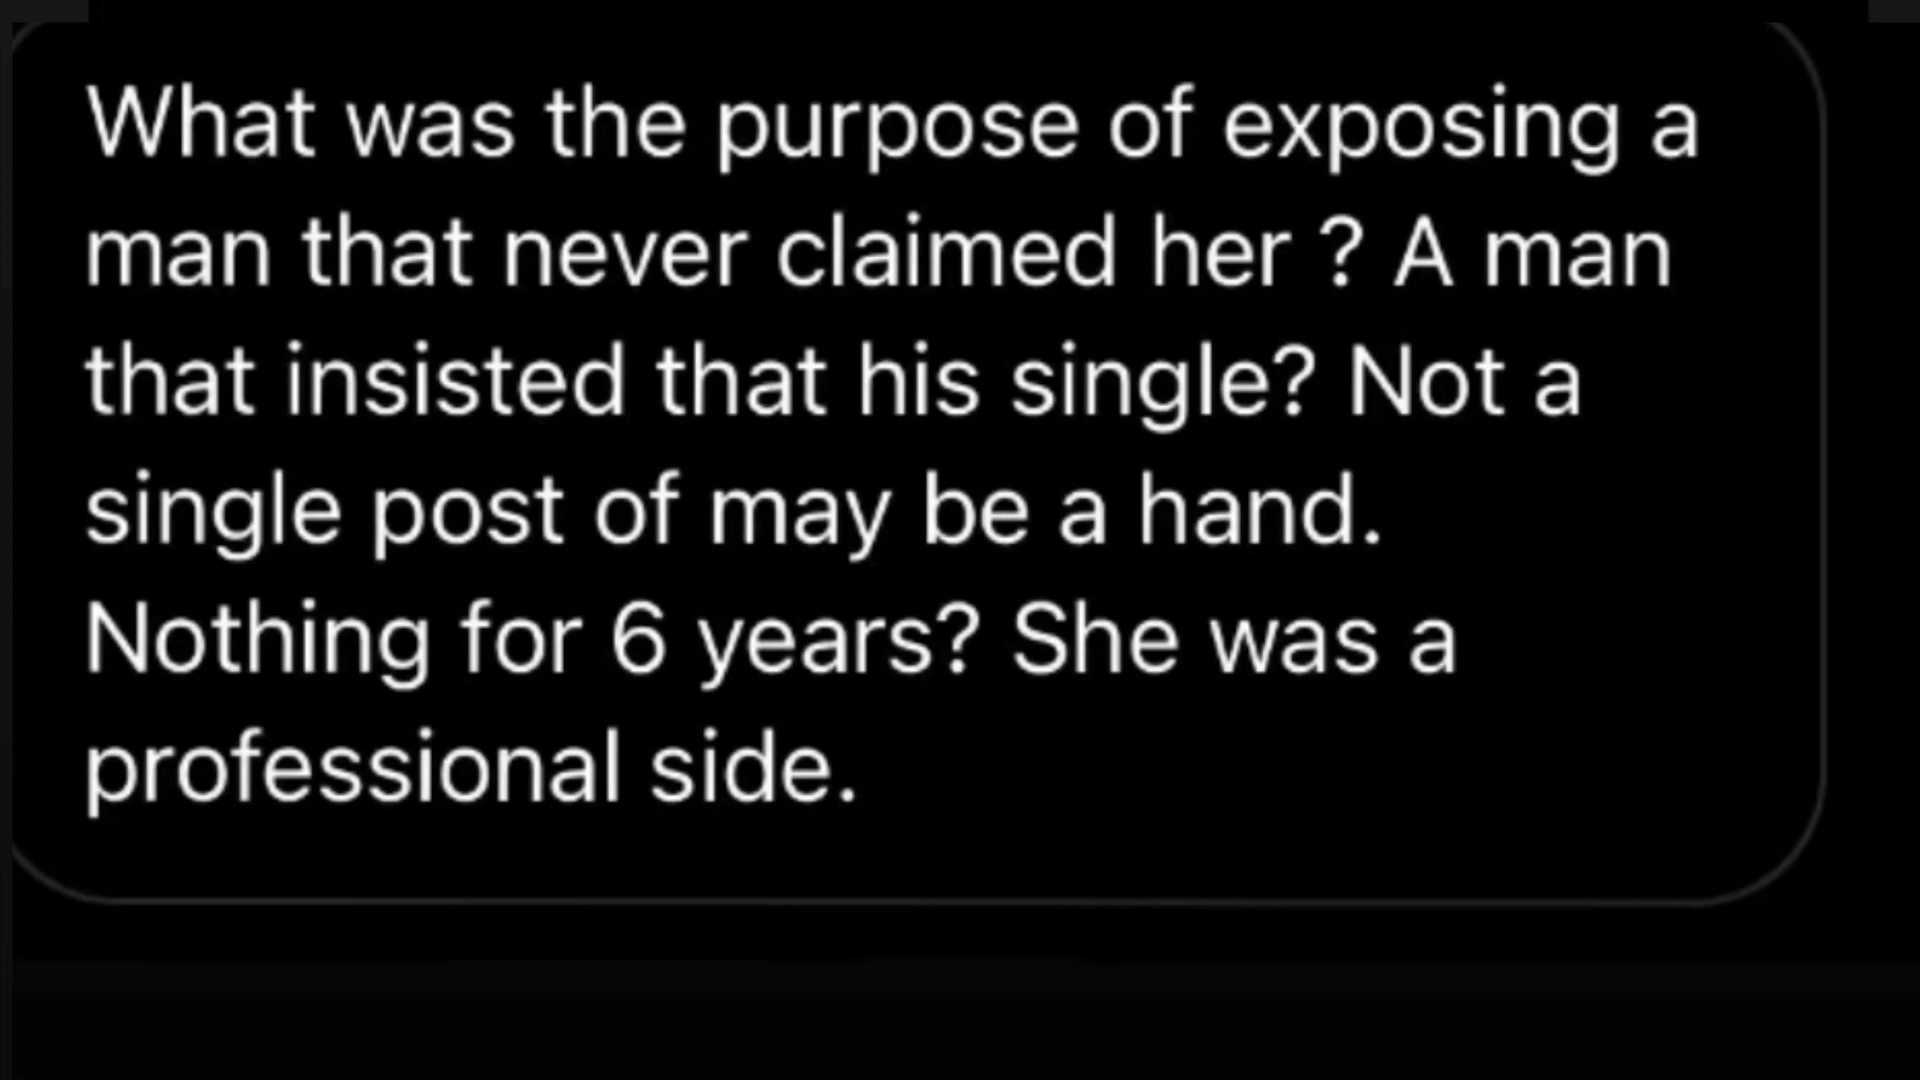 What was the purpose of exposing a
man that never claimed her ? A man
that insisted that his single? Not a
single post of may be a hand.
Nothing for 6 years? She was a
professional side.